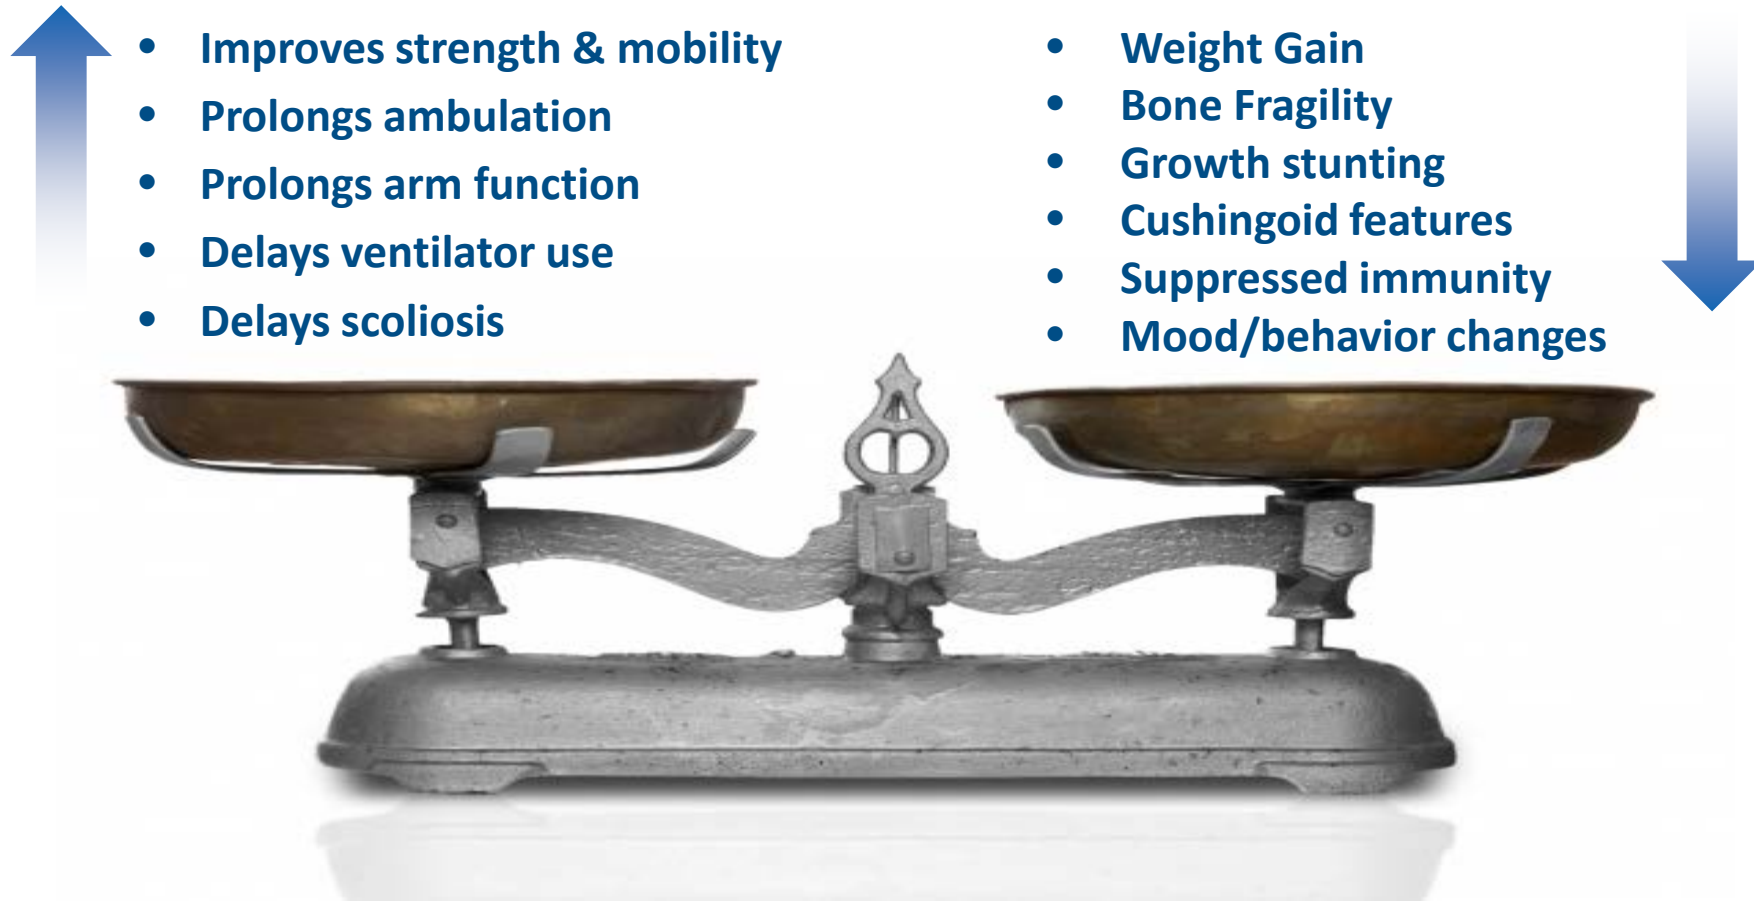 • Improves strength & mobility
• Prolongs ambulation
• Prolongs arm function
• Delays ventilator use
• Delays scoliosis
• Weight Gain
• Bone Fragility
• Growth stunting
• Cushingoid features
• Suppressed immunity
• Mood/behavior changes